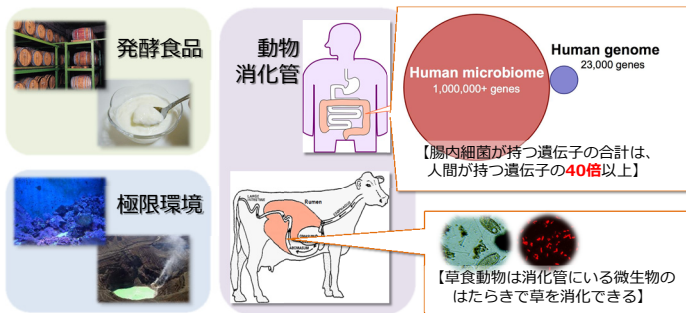 発酵食品
動物
消化管
Human microbiome
1,000,000+ genes
Human genome
23,000 genes
【腸内細菌が持つ遺伝子の合計は、
人間が持つ遺伝子の40倍以上】
極限環境
Rumen
【草食動物は消化管にいる微生物の
はたらきで草を消化できる】